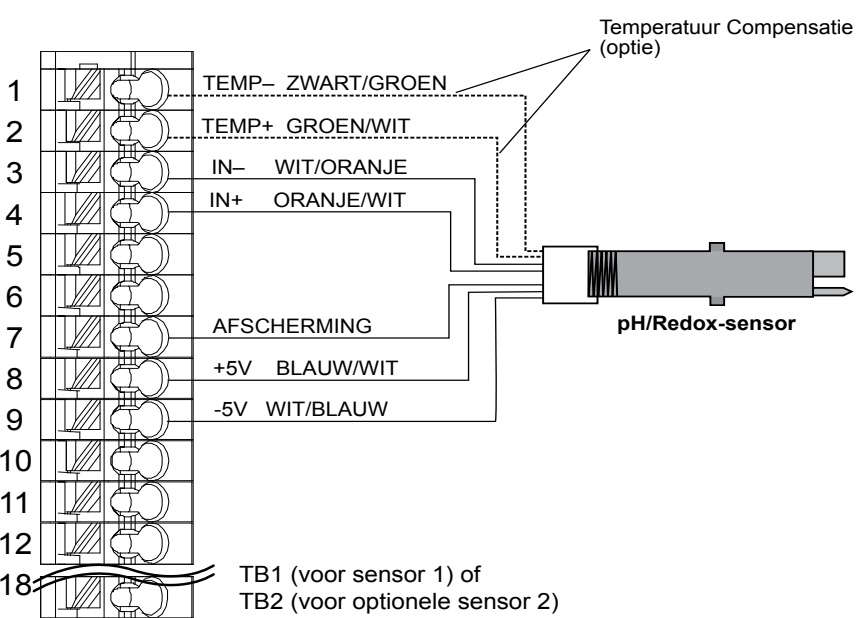 Temperatuur Compensatie
(optie)
1 TEMP– ZWART/GROEN
2 TEMP+ GROEN/WIT
3 IN– WIT/ORANJE
4 IN+ ORANJE/WIT
5
6
7 AFSCHERMING
8 +5V BLAUW/WIT
9 -5V WIT/BLAUW
10
11
12
18
pH/Redox-sensor
TB1 (voor sensor 1) of
TB2 (voor optionele sensor 2)